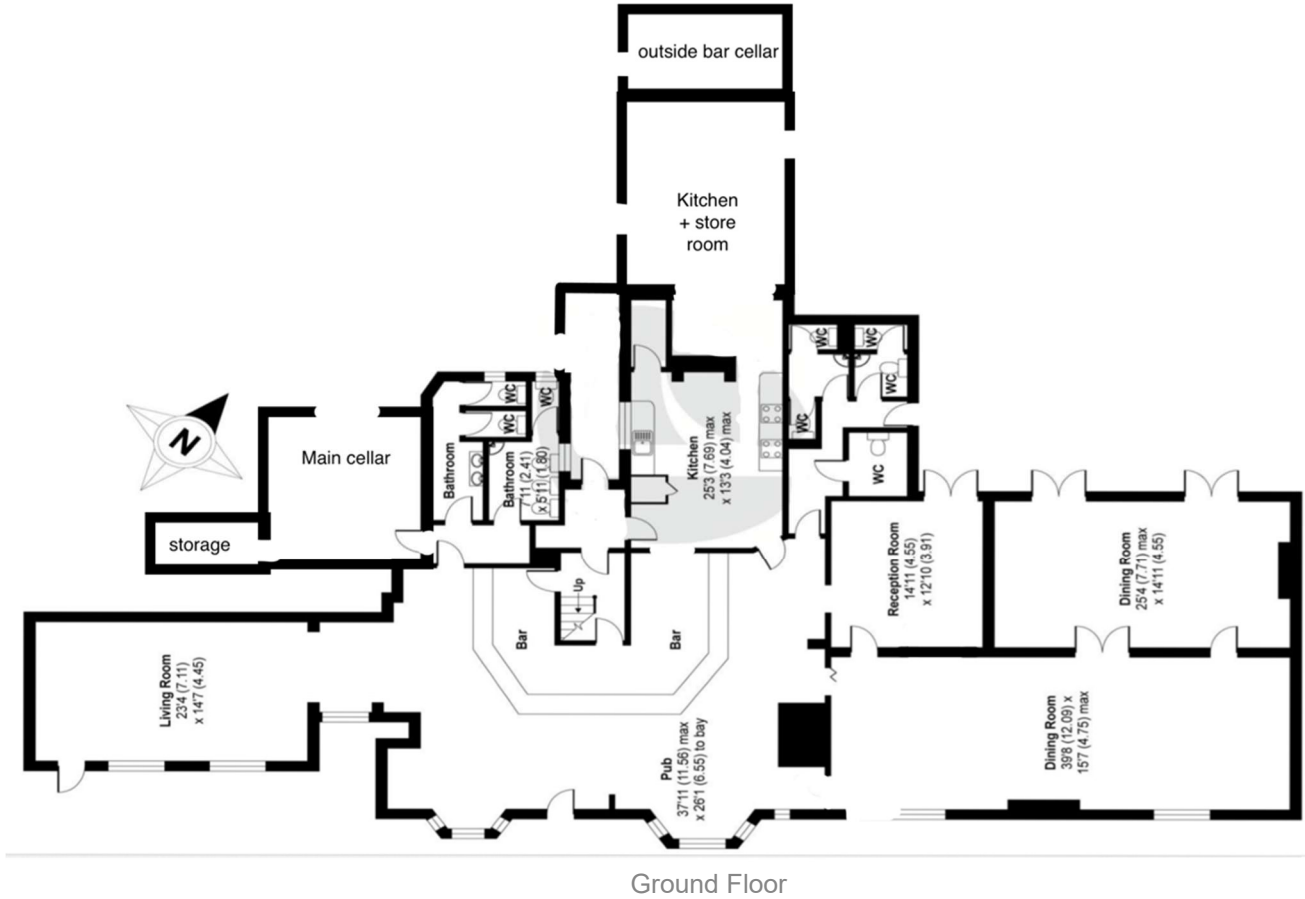 outside bar cellar
Kitchen
+ store
room
WC
WC
WC
WC
WC
WC
WC
WC
N
Main cellar
storage
Bathroom
Bathroom
7'11 (2.41)
x 5'11 (1.80)
Kitchen
25'3 (7.69) max
x 13'3 (4.04) max
Reception Room
14'11 (4.55)
x 12'10 (3.91)
Dining Room
25'4 (7.71) max
x 14'11 (4.55)
Up
Bar
Bar
Living Room
23'4 (7.11)
x 14'7 (4.45)
Pub
37'11 (11.56) max
x 26'1 (6.55) to bay
Dining Room
39'8 (12.09) x
15'7 (4.75) max
Ground Floor